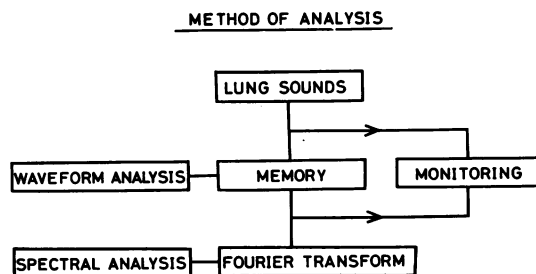 METHOD OF ANALYSIS
LUNG SOUNDS
WAVEFORM ANALYSIS
MEMORY
MONITORING
SPECTRAL ANALYSIS
FOURIER TRANSFORM